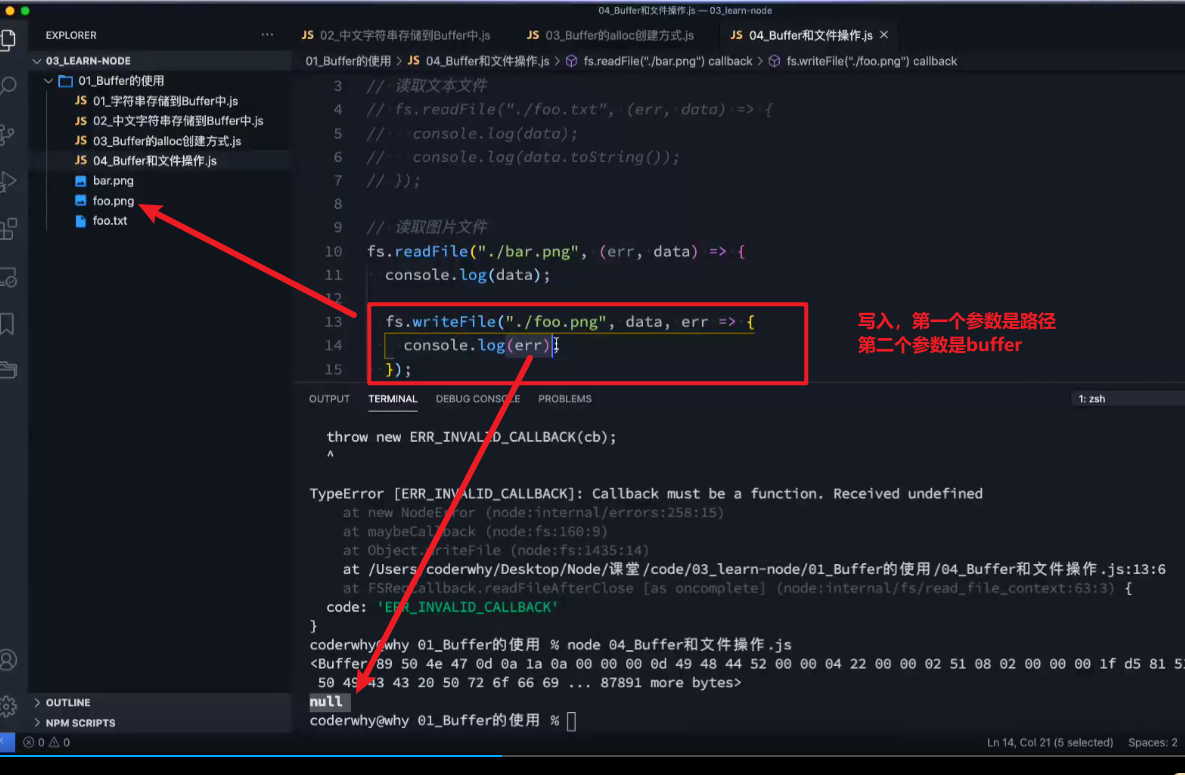 04_Buffer和文件操作.js — 03_learn-node
EXPLORER
JS 02_中文字符串存储到Buffer中.js
JS 03_Buffer的alloc创建方式.js
JS 04_Buffer和文件操作.js
03_LEARN-NODE
01_Buffer的使用 > JS 04_Buffer和文件操作.js > fs.readFile("./bar.png") callback > fs.writeFile("./foo.png") callback
01_Buffer的使用
JS 01_字符串存储到Buffer中.js
JS 02_中文字符串存储到Buffer中.js
JS 03_Buffer的alloc创建方式.js
JS 04_Buffer和文件操作.js
bar.png
foo.png
foo.txt
3 // 读取文本文件
4 // fs.readFile("./foo.txt", (err, data) => {
5 // console.log(data);
6 // console.log(data.toString());
7 // });
8
9 // 读取图片文件
10 fs.readFile("./bar.png", (err, data) => {
11 console.log(data);
12
13 fs.writeFile("./foo.png", data, err => {
14 console.log(err);
15 });
写入，第一个参数是路径
第二个参数是buffer
OUTPUT TERMINAL DEBUG CONSOLE PROBLEMS
1: zsh
throw new ERR_INVALID_CALLBACK(cb);
^
TypeError [ERR_INVALID_CALLBACK]: Callback must be a function. Received undefined
at new NodeError (node:internal/errors:258:15)
at maybeCallback (node:fs:160:9)
at Object.writeFile (node:fs:1435:14)
at /Users/coderwhy/Desktop/Node/课堂/code/03_learn-node/01_Buffer的使用/04_Buffer和文件操作.js:13:6
at FSReqCallback.readFileAfterClose [as oncomplete] (node:internal/fs/read_file_context:63:3) {
code: 'ERR_INVALID_CALLBACK'
}
coderwhy@why 01_Buffer的使用 % node 04_Buffer和文件操作.js
<Buffer 89 50 4e 47 0d 0a 1a 0a 00 00 00 0d 49 48 44 52 00 00 04 22 00 00 02 51 08 02 00 00 00 1f d5 81 5
50 49 43 43 20 50 72 6f 66 69 ... 87891 more bytes>
null
coderwhy@why 01_Buffer的使用 %
OUTLINE
NPM SCRIPTS
0 0
Ln 14, Col 21 (5 selected) Spaces: 2